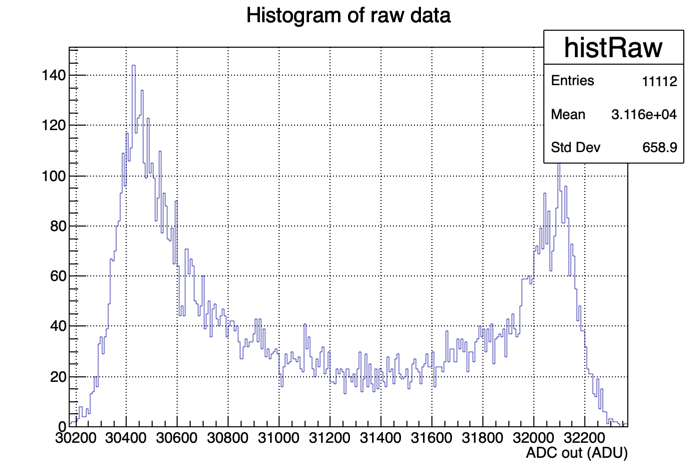 Histogram of raw data
histRaw
Entries 11112
Mean 3.116e+04
Std Dev 658.9
140
120
100
80
60
40
20
0
30200 30400 30600 30800 31000 31200 31400 31600 31800 32000 32200
ADC out (ADU)